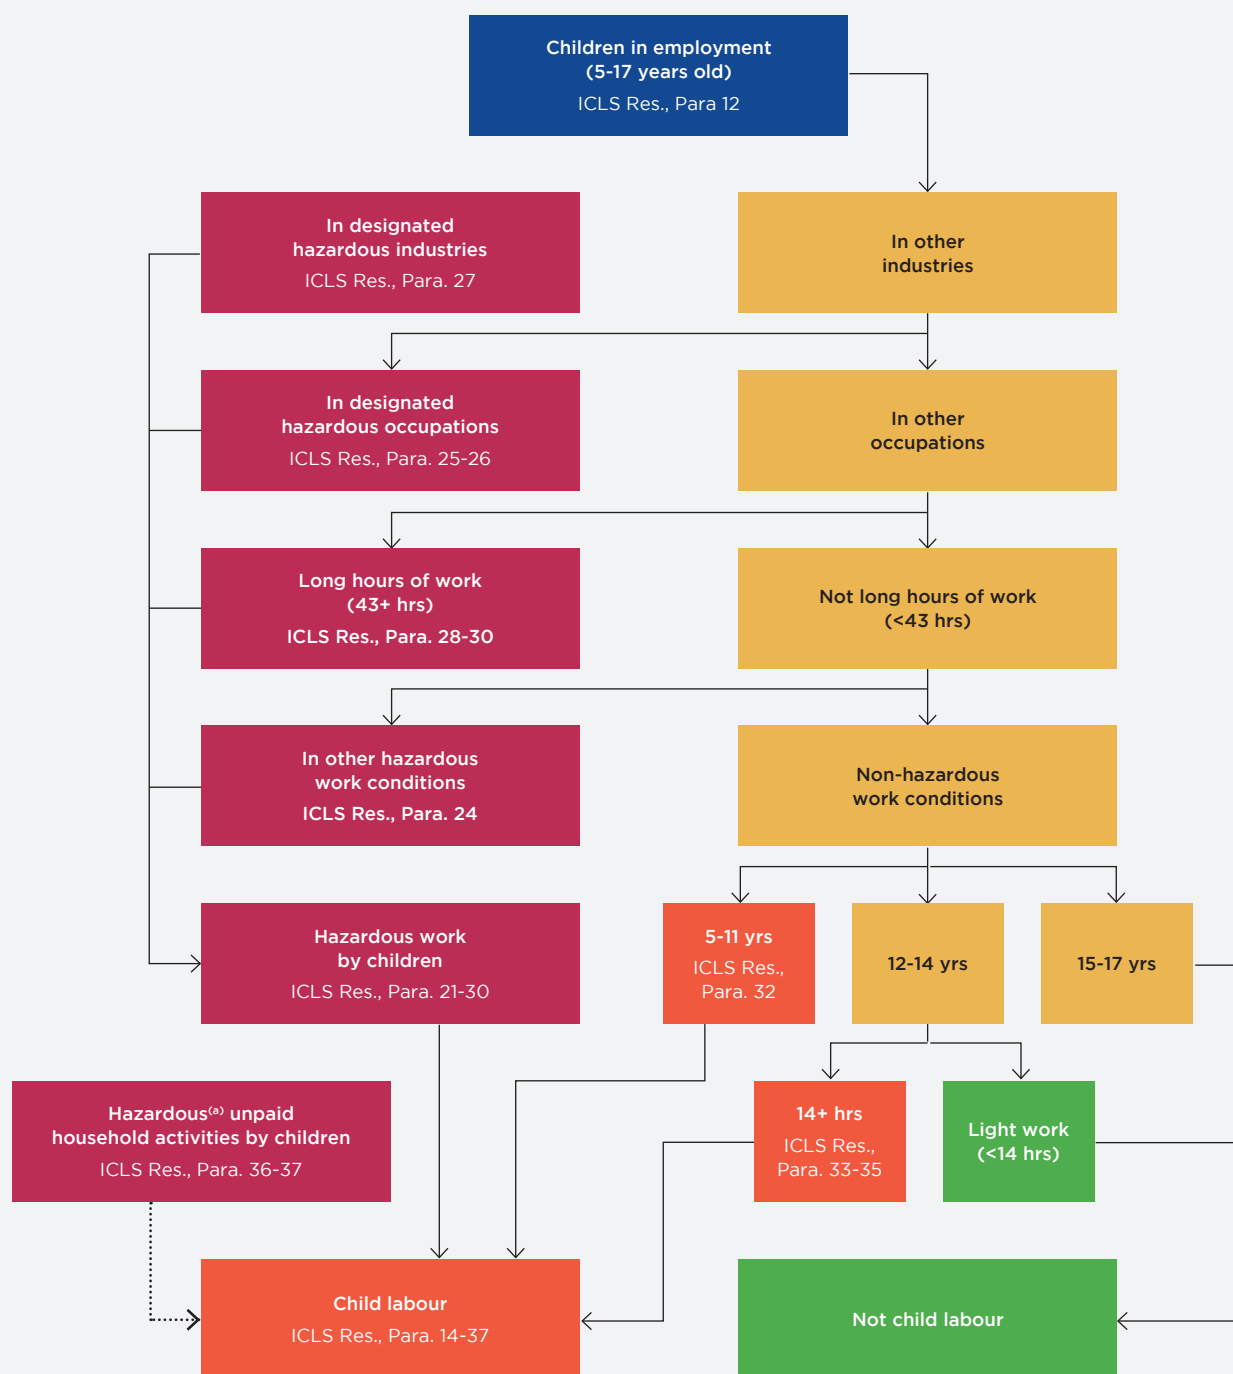 Children in employment
(5-17 years old)
ICLS Res., Para 12
In designated
hazardous industries
ICLS Res., Para. 27
In other
industries
In designated
hazardous occupations
ICLS Res., Para. 25-26
In other
occupations
Long hours of work
(43+ hrs)
ICLS Res., Para. 28-30
Not long hours of work
(<43 hrs)
In other hazardous
work conditions
ICLS Res., Para. 24
Non-hazardous
work conditions
Hazardous work
by children
ICLS Res., Para. 21-30
5-11 yrs
ICLS Res.,
Para. 32
12-14 yrs
15-17 yrs
Hazardous(a) unpaid
household activities by children
ICLS Res., Para. 36-37
14+ hrs
ICLS Res.,
Para. 33-35
Light work
(<14 hrs)
Child labour
ICLS Res., Para. 14-37
Not child labour